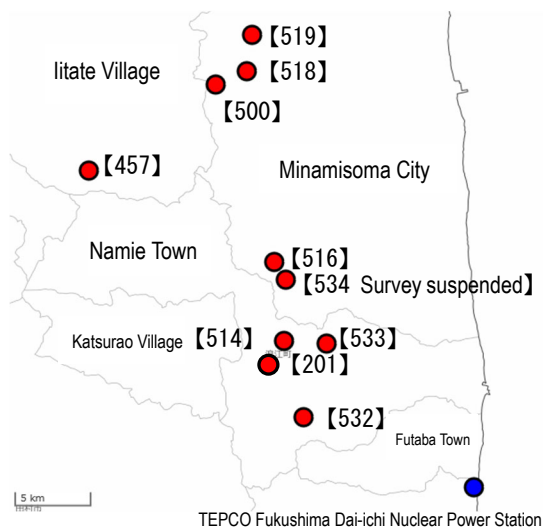 【519】
Iitate Village
【518】
【500】
【457】
Minamisoma City
Namie Town
【516】
【534 Survey suspended】
Katsurao Village
【514】
【533】
【201】
【532】
Futaba Town
5 km
TEPCO Fukushima Dai-ichi Nuclear Power Station